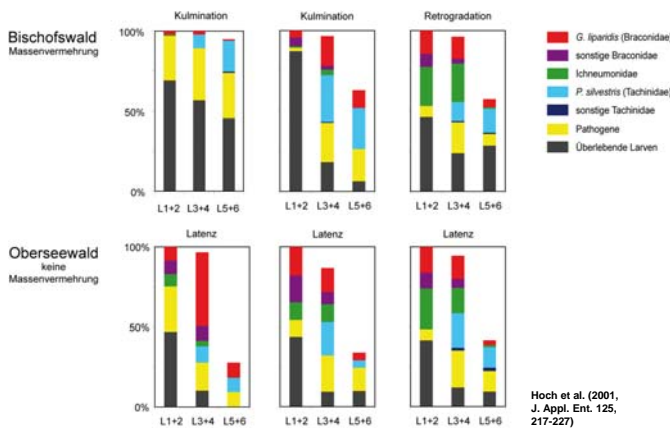 Bischofswald
Massenvermehrung
Kulmination
Kulmination
Retrogradation
100%
50%
0%
L1+2 L3+4 L5+6
L1+2 L3+4 L5+6
L1+2 L3+4 L5+6
G. liparidis (Braconidae)
sonstige Braconidae
Ichneumonidae
P. silvestris (Tachinidae)
sonstige Tachinidae
Pathogene
Überlebende Larven
Oberseewald
keine
Massenvermehrung
Latenz
Latenz
Latenz
100%
50%
0%
L1+2 L3+4 L5+6
L1+2 L3+4 L5+6
L1+2 L3+4 L5+6
Hoch et al. (2001,
J. Appl. Ent. 125,
217-227)